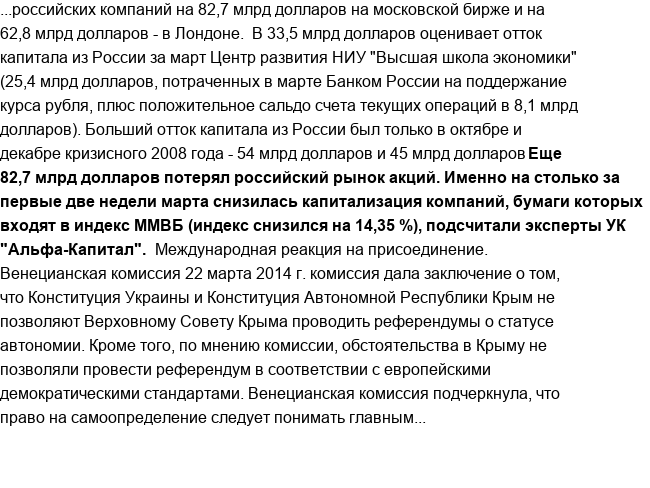 ...российских компаний на 82,7 млрд долларов на московской бирже и на
62,8 млрд долларов - в Лондоне.  В 33,5 млрд долларов оценивает отток
капитала из России за март Центр развития НИУ "Высшая школа экономики"
(25,4 млрд долларов, потраченных в марте Банком России на поддержание
курса рубля, плюс положительное сальдо счета текущих операций в 8,1 млрд
долларов). Больший отток капитала из России был только в октябре и
декабре кризисного 2008 года - 54 млрд долларов и 45 млрд долларов Еще
82,7 млрд долларов потерял российский рынок акций. Именно на столько за
первые две недели марта снизилась капитализация компаний, бумаги которых
входят в индекс ММВБ (индекс снизился на 14,35 %), подсчитали эксперты УК
"Альфа-Капитал".  Международная реакция на присоединение.
Венецианская комиссия 22 марта 2014 г. комиссия дала заключение о том,
что Конституция Украины и Конституция Автономной Республики Крым не
позволяют Верховному Совету Крыма проводить референдумы о статусе
автономии. Кроме того, по мнению комиссии, обстоятельства в Крыму не
позволяли провести референдум в соответствии с европейскими
демократическими стандартами. Венецианская комиссия подчеркнула, что
право на самоопределение следует понимать главным...